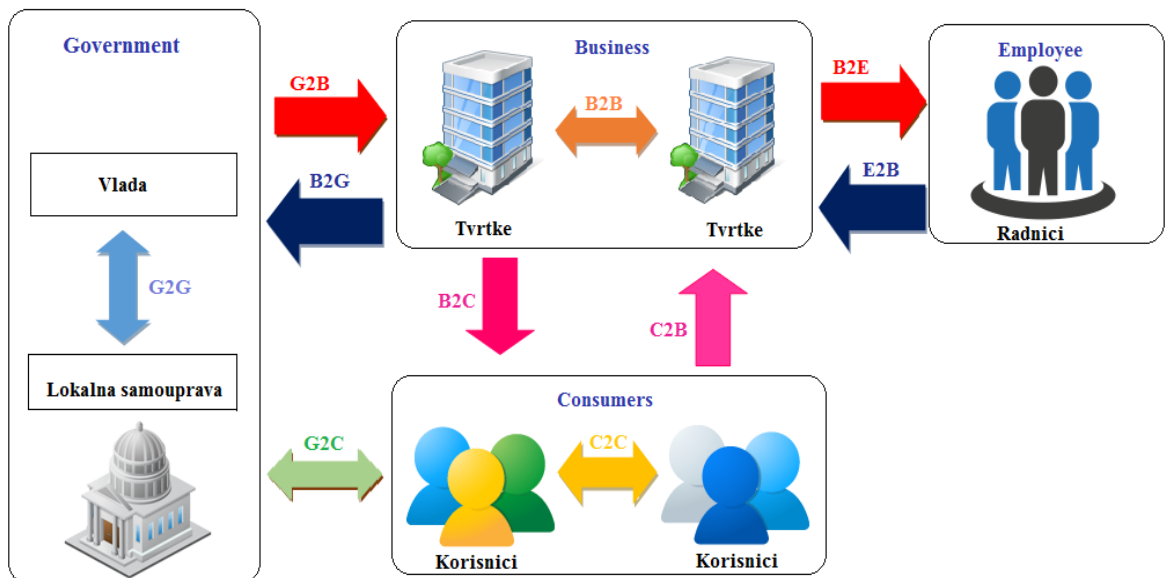 Government
Vlada
G2G
Lokalna samouprava
G2B
B2G
Business
B2B
Tvrtke
Tvrtke
B2E
E2B
Employee
Radnici
B2C
C2B
G2C
Consumers
C2C
Korisnici
Korisnici